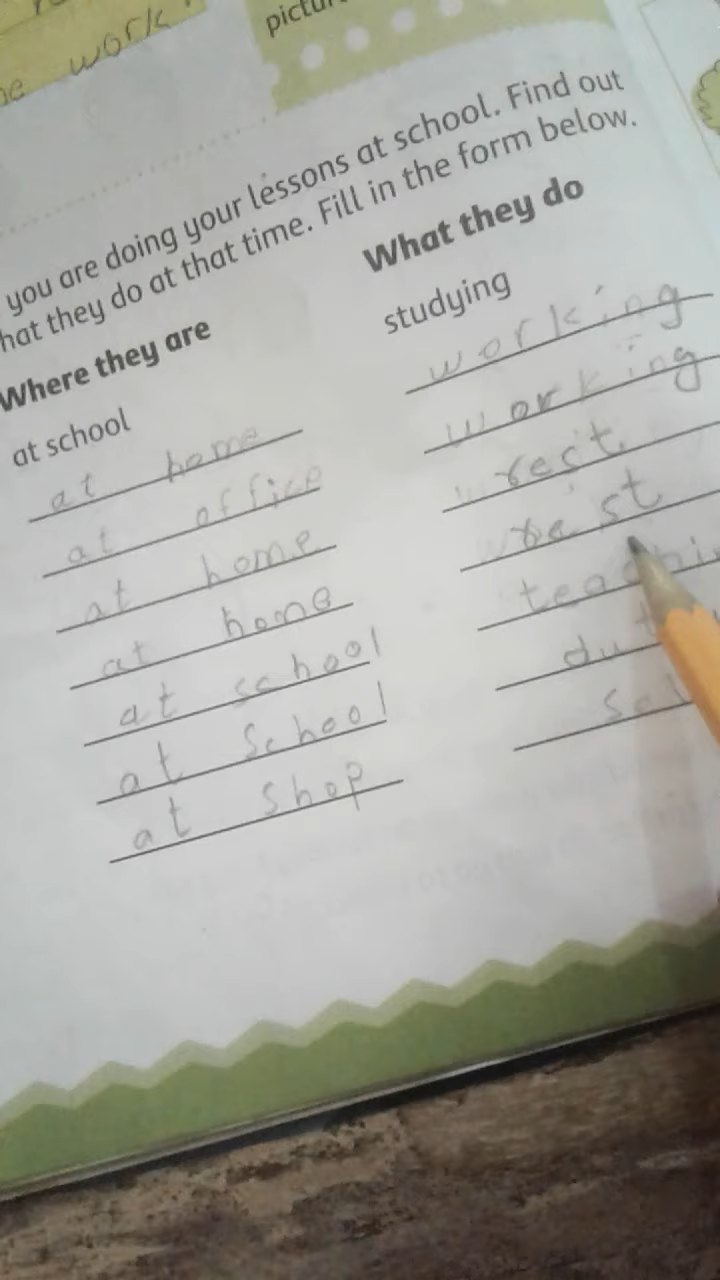 work.
pictur
you are doing your lessons at school. Find out
hat they do at that time. Fill in the form below.
Where they are What they do
at school studying
at home working
at office working
at home rest
at home rest
at school
at school
at shop